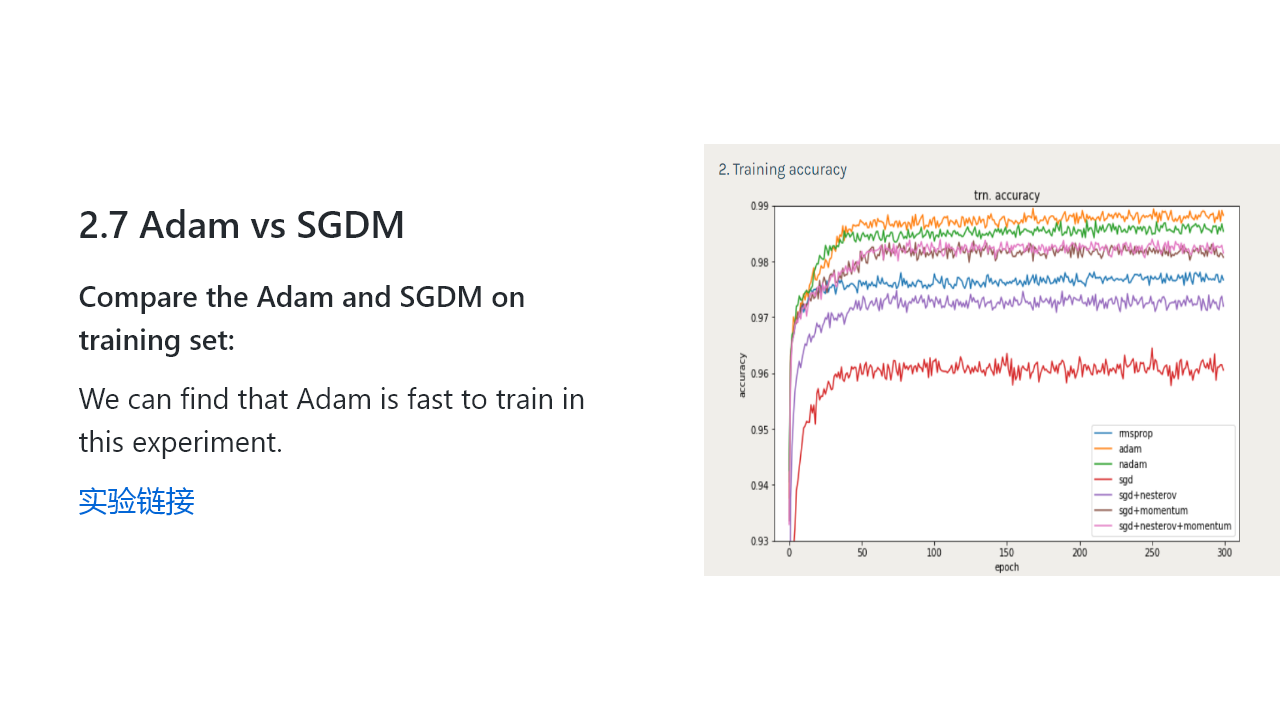 2.7 Adam vs SGDM
Compare the Adam and SGDM on
training set:
We can find that Adam is fast to train in
this experiment.
实验链接
2. Training accuracy
trn. accuracy
0.99
0.98
0.97
0.96
0.95
0.94
0.93
accuracy
0
50
100
150
200
250
300
epoch
rmsprop
adam
nadam
sgd
sgd+nesterov
sgd+momentum
sgd+nesterov+momentum